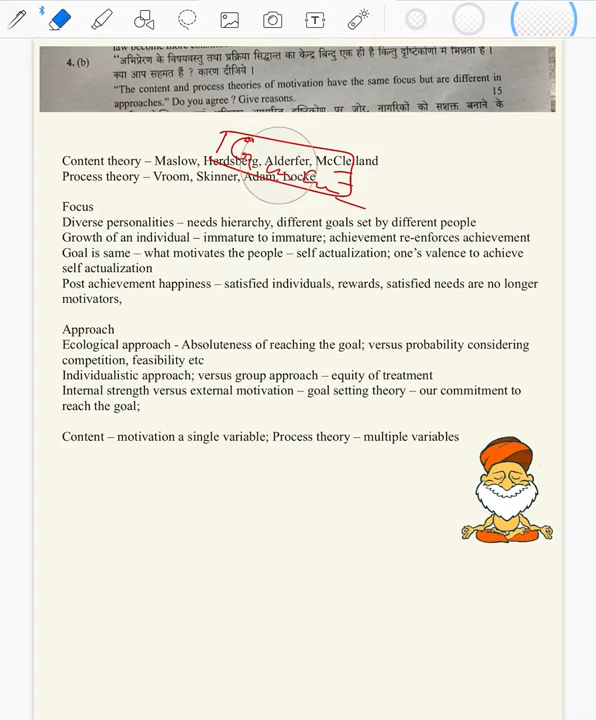 4. (b) "अभिप्रेरण के विषयवस्तु तथा प्रक्रिया सिद्धान्त का केन्द्र बिन्दु एक ही है किन्तु दृष्टिकोणों में भिन्नता है ।
क्या आप सहमत हैं ? कारण दीजिये ।
"The content and process theories of motivation have the same focus but are different in
approaches." Do you agree ? Give reasons. 15
दृष्टिकोण पर जोर, नागरिकों को सशक्त बनाने के
Content theory – Maslow, Herdsberg, Alderfer, McClelland
Process theory – Vroom, Skinner, Adam, Locke
Focus
Diverse personalities – needs hierarchy, different goals set by different people
Growth of an individual – immature to immature; achievement re-enforces achievement
Goal is same – what motivates the people – self actualization; one's valence to achieve
self actualization
Post achievement happiness – satisfied individuals, rewards, satisfied needs are no longer
motivators,
Approach
Ecological approach - Absoluteness of reaching the goal; versus probability considering
competition, feasibility etc
Individualistic approach; versus group approach – equity of treatment
Internal strength versus external motivation – goal setting theory – our commitment to
reach the goal;
Content – motivation a single variable; Process theory – multiple variables